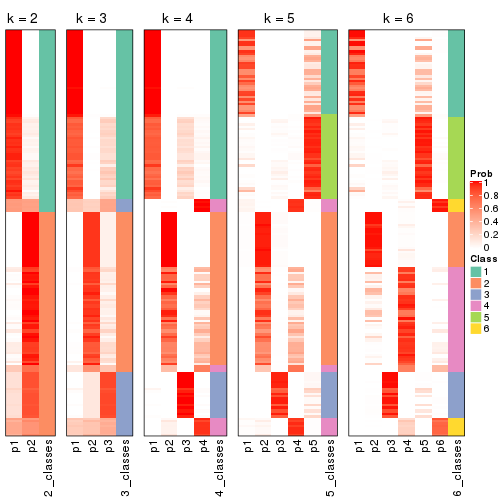 k = 2
k = 3
k = 4
k = 5
k = 6
Prob
1
0.8
0.6
0.4
0.2
0
Class
1
2
3
4
5
6
p1
p2
2_classes
p1
p2
p3
3_classes
p1
p2
p3
p4
4_classes
p1
p2
p3
p4
p5
5_classes
p1
p2
p3
p4
p5
p6
6_classes